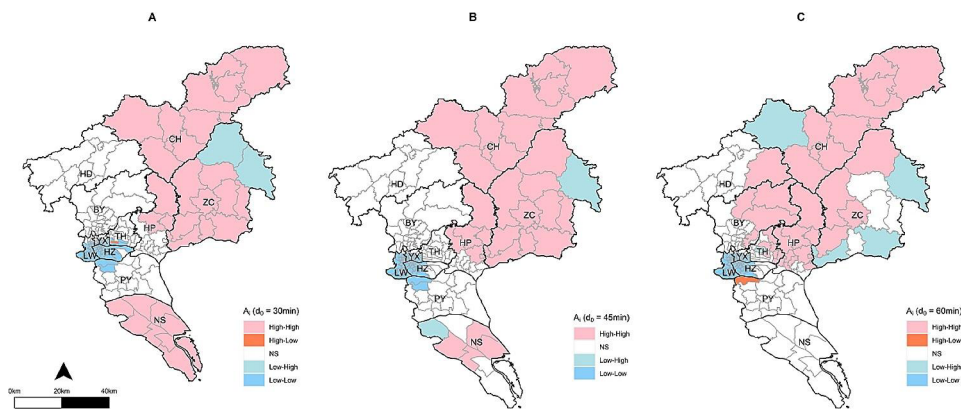 A
B
C
CH
HD
ZC
BY
HP
TH
YX
LW
HZ
PY
NS
Aᵢ (d₀ = 30min)
High-High
High-Low
NS
Low-High
Low-Low
0km 20km 40km
CH
HD
ZC
BY
HP
TH
YX
LW
HZ
PY
NS
Aᵢ (d₀ = 45min)
High-High
NS
Low-High
Low-Low
CH
HD
ZC
BY
HP
TH
YX
LW
HZ
PY
NS
Aᵢ (d₀ = 60min)
High-High
High-Low
NS
Low-High
Low-Low